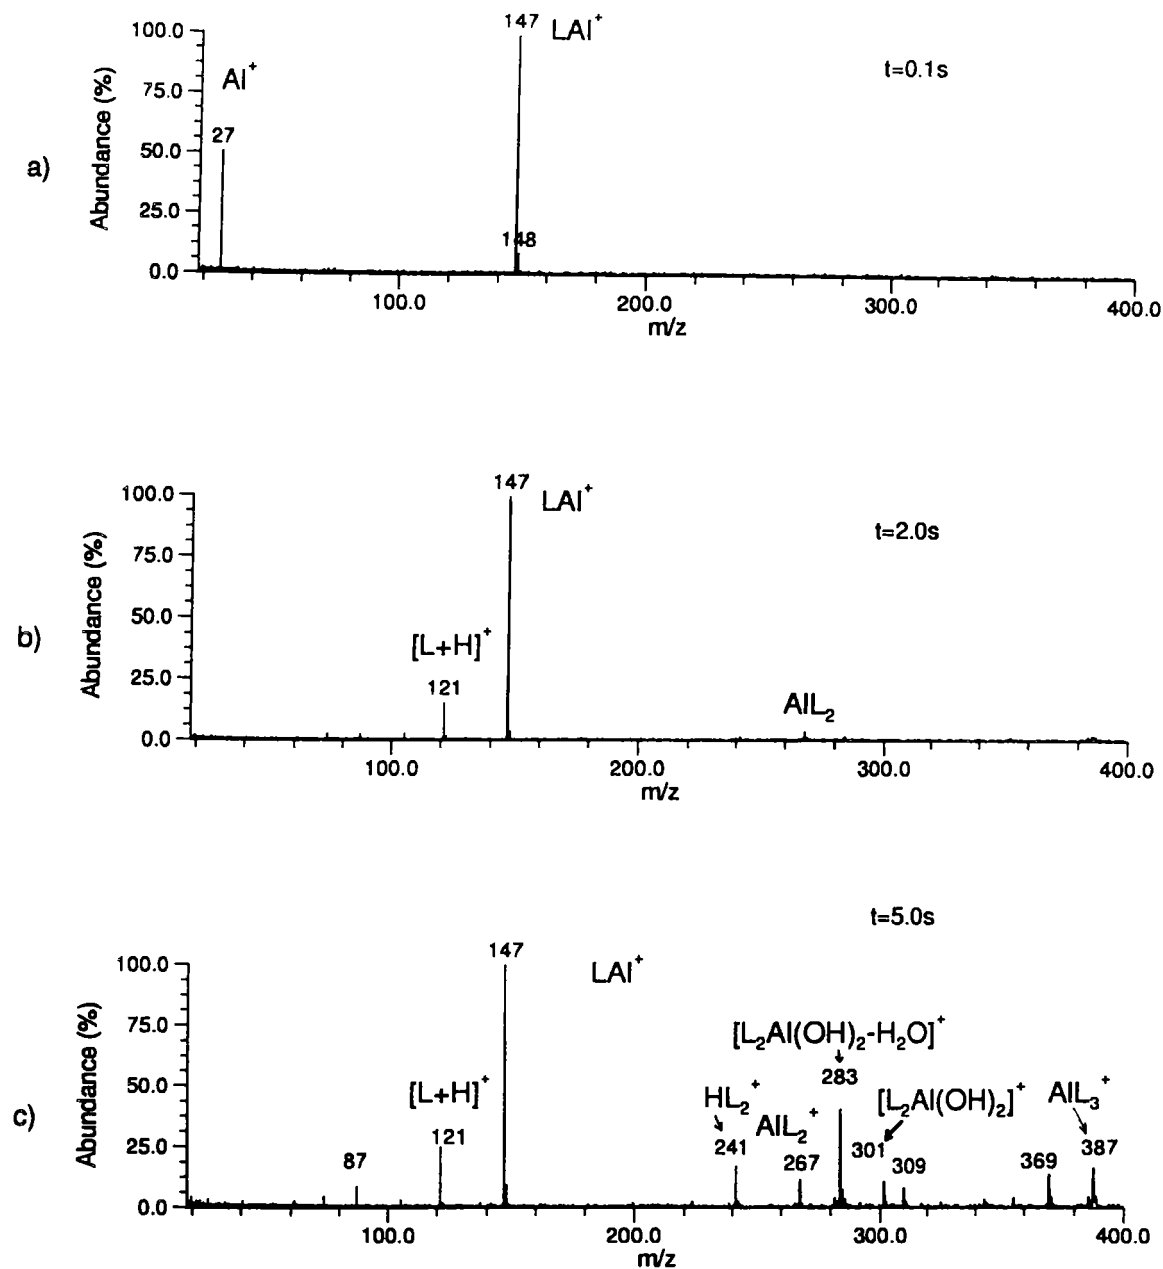 a)
Abundance (%)
100.0
75.0
50.0
25.0
0.0
Al⁺
27
147 LAl⁺
148
t=0.1s
100.0 200.0 300.0 400.0
m/z
b)
Abundance (%)
100.0
75.0
50.0
25.0
0.0
[L+H]⁺
121
147
LAl⁺
AlL₂
t=2.0s
100.0 200.0 300.0 400.0
m/z
c)
Abundance (%)
100.0
75.0
50.0
25.0
0.0
t=5.0s
87
[L+H]⁺
121
147
LAl⁺
HL₂⁺
241
AlL₂⁺
267
[L₂Al(OH)₂-H₂O]⁺
283
[L₂Al(OH)₂]⁺
301
309
369
AlL₃⁺
387
100.0 200.0 300.0 400.0
m/z